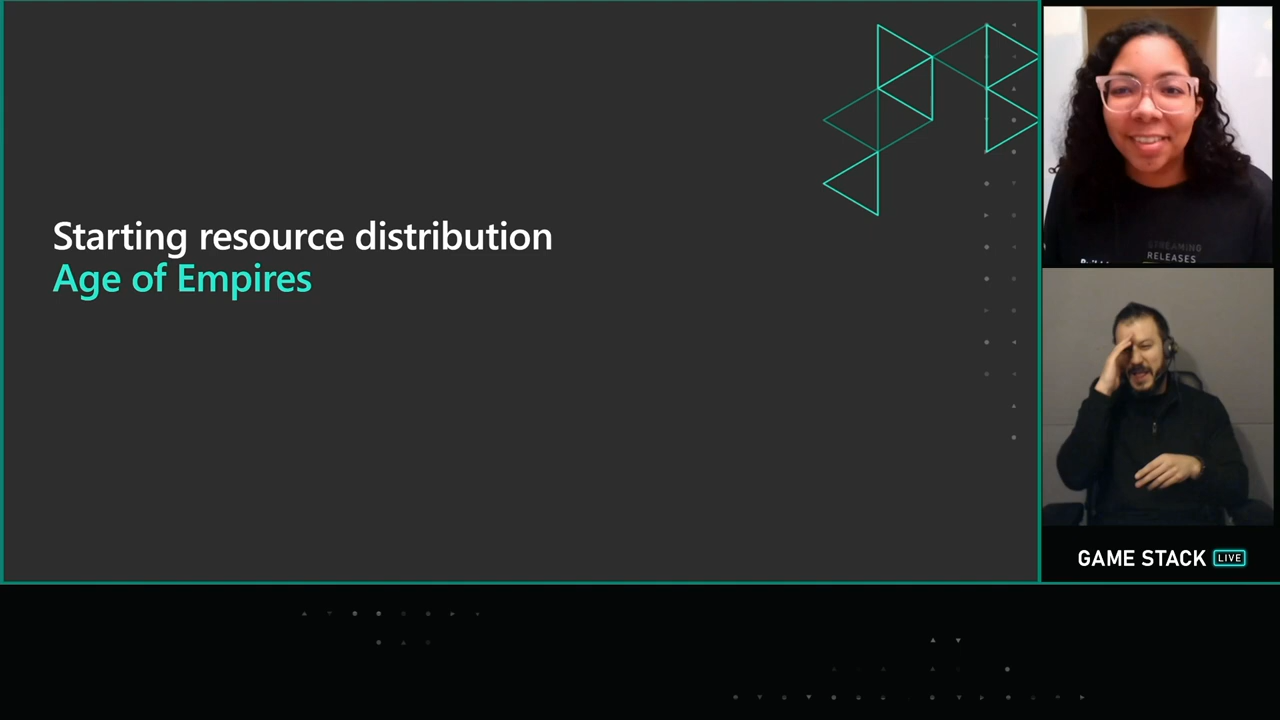 Starting resource distribution
Age of Empires
STREAMING
RELEASES
GAME STACK LIVE